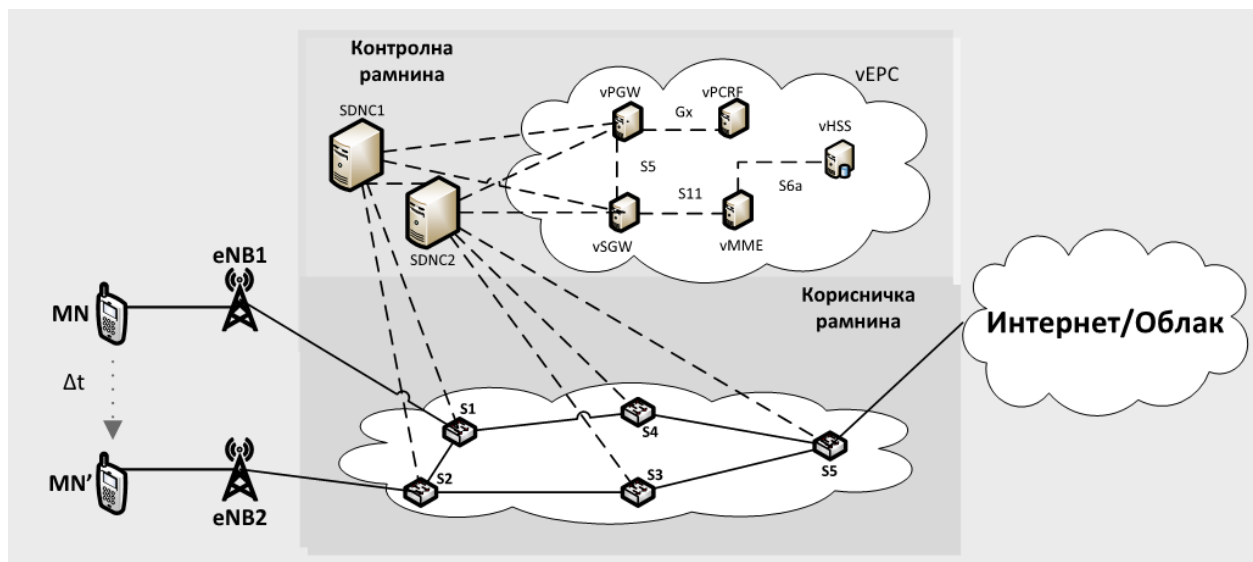 Контролна
рамнина
vEPC
SDNC1
vPGW
vPCRF
Gx
vHSS
S5
S6a
S11
vSGW
vMME
SDNC2
eNB1
MN
Корисничка
рамнина
Интернет/Облак
Δt
S1
S4
S2
S3
S5
MN’
eNB2